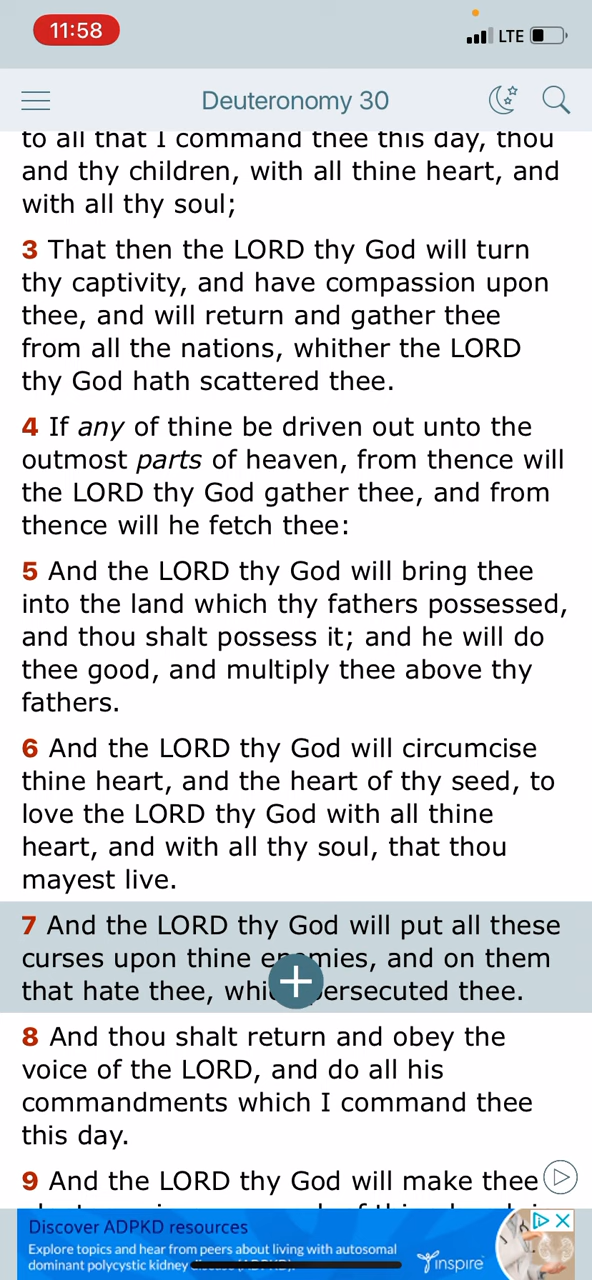 11:58
LTE
Deuteronomy 30
to all that I command thee this day, thou
and thy children, with all thine heart, and
with all thy soul;
3 That then the LORD thy God will turn
thy captivity, and have compassion upon
thee, and will return and gather thee
from all the nations, whither the LORD
thy God hath scattered thee.
4 If any of thine be driven out unto the
outmost parts of heaven, from thence will
the LORD thy God gather thee, and from
thence will he fetch thee:
5 And the LORD thy God will bring thee
into the land which thy fathers possessed,
and thou shalt possess it; and he will do
thee good, and multiply thee above thy
fathers.
6 And the LORD thy God will circumcise
thine heart, and the heart of thy seed, to
love the LORD thy God with all thine
heart, and with all thy soul, that thou
mayest live.
7 And the LORD thy God will put all these
curses upon thine enemies, and on them
that hate thee, persecuted thee.
8 And thou shalt return and obey the
voice of the LORD, and do all his
commandments which I command thee
this day.
9 And the LORD thy God will make thee
Discover ADPKD resources
Explore topics and hear from peers about living with autosomal
dominant polycystic kidney
inspire